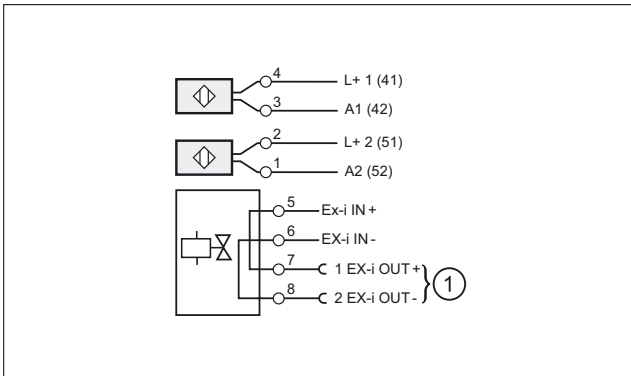 4 L+ 1 (41)
3 A1 (42)
2 L+ 2 (51)
1 A2 (52)
5 Ex-i IN +
6 EX-i IN -
7 1 EX-i OUT +
8 2 EX-i OUT -
1